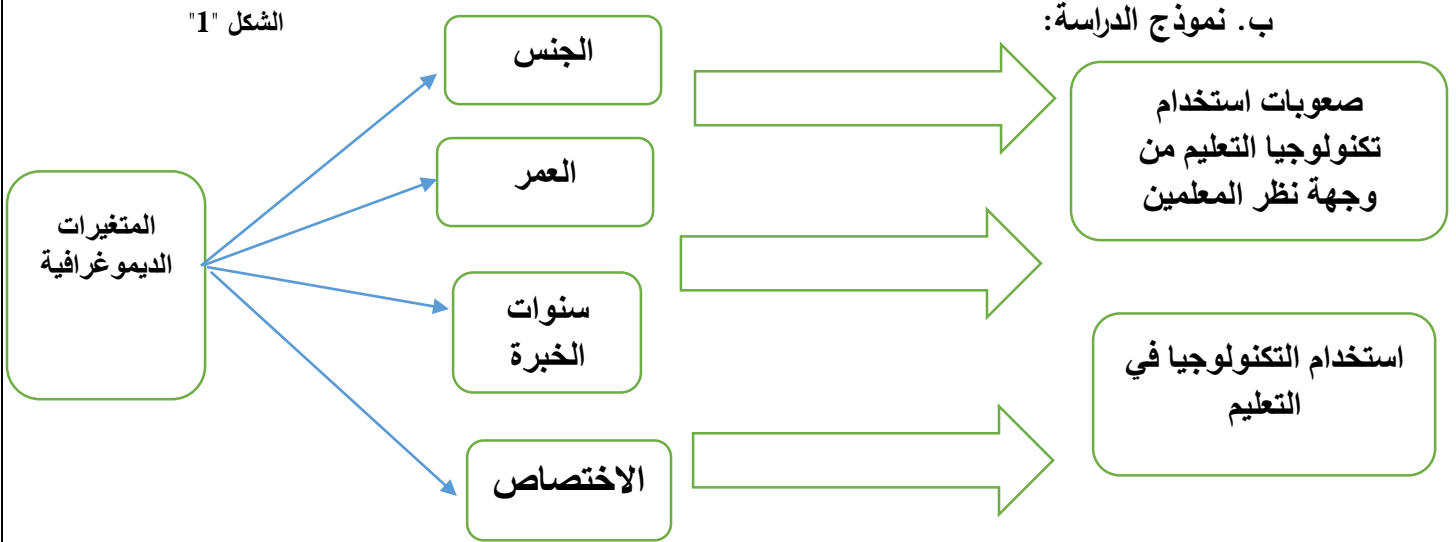 ب. نموذج الدراسة:
الشكل "1"
المتغيرات
الديموغرافية
الجنس
العمر
سنوات
الخبرة
الاختصاص
صعوبات استخدام
تكنولوجيا التعليم من
وجهة نظر المعلمين
استخدام التكنولوجيا في
التعليم